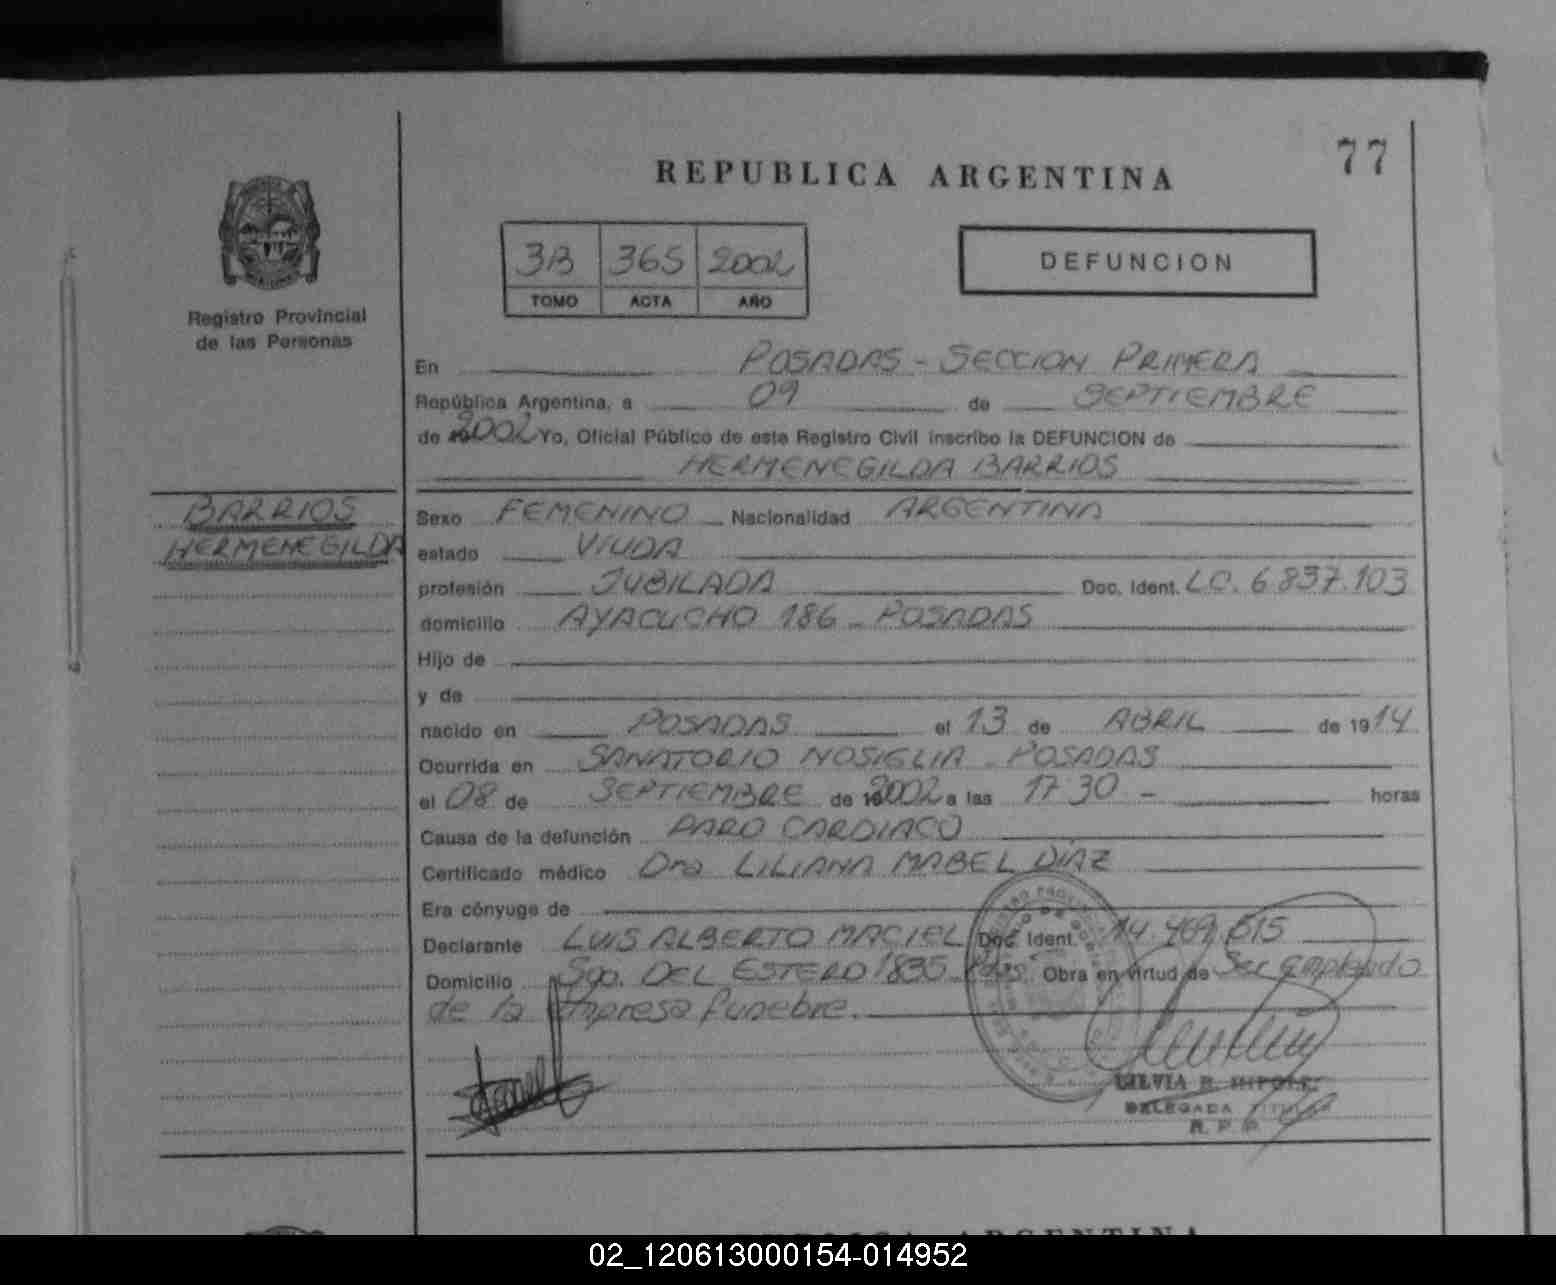 77
REPUBLICA ARGENTINA
3B 365 2002
TOMO ACTA AÑO
DEFUNCION
Registro Provincial
de las Personas
En POSADAS - SECCION PRIMERA
República Argentina, a 09 de SEPTIEMBRE
de 2002 Yo, Oficial Público de este Registro Civil inscribo la DEFUNCION de
HERMENEGILDA BARRIOS
BARRIOS
HERMENEGILDA
Sexo FEMENINO Nacionalidad ARGENTINA
estado VIUDA
profesión JUBILADA Doc. Ident. LC. 6.837.103
domicilio AYACUCHO 186 - POSADAS
Hijo de
y de
nacido en POSADAS el 13 de ABRIL de 1914
Ocurrida en SANATORIO NOSIGLIA - POSADAS
el 08 de SEPTIEMBRE de 2002 a las 17 30 - horas
Causa de la defunción PARO CARDIACO
Certificado médico Dra LILIANA MABEL DIAZ
Era cónyuge de
Declarante LUIS ALBERTO MACIEL Doc. Ident. 14.469.615
Domicilio Sgo. DEL ESTERO 1835 - Pdas. Obra en virtud de Ser empleado
de la Empresa fúnebre.
SILVIA
DELEGADA TITULAR
R. P. P.
02_120613000154-014952